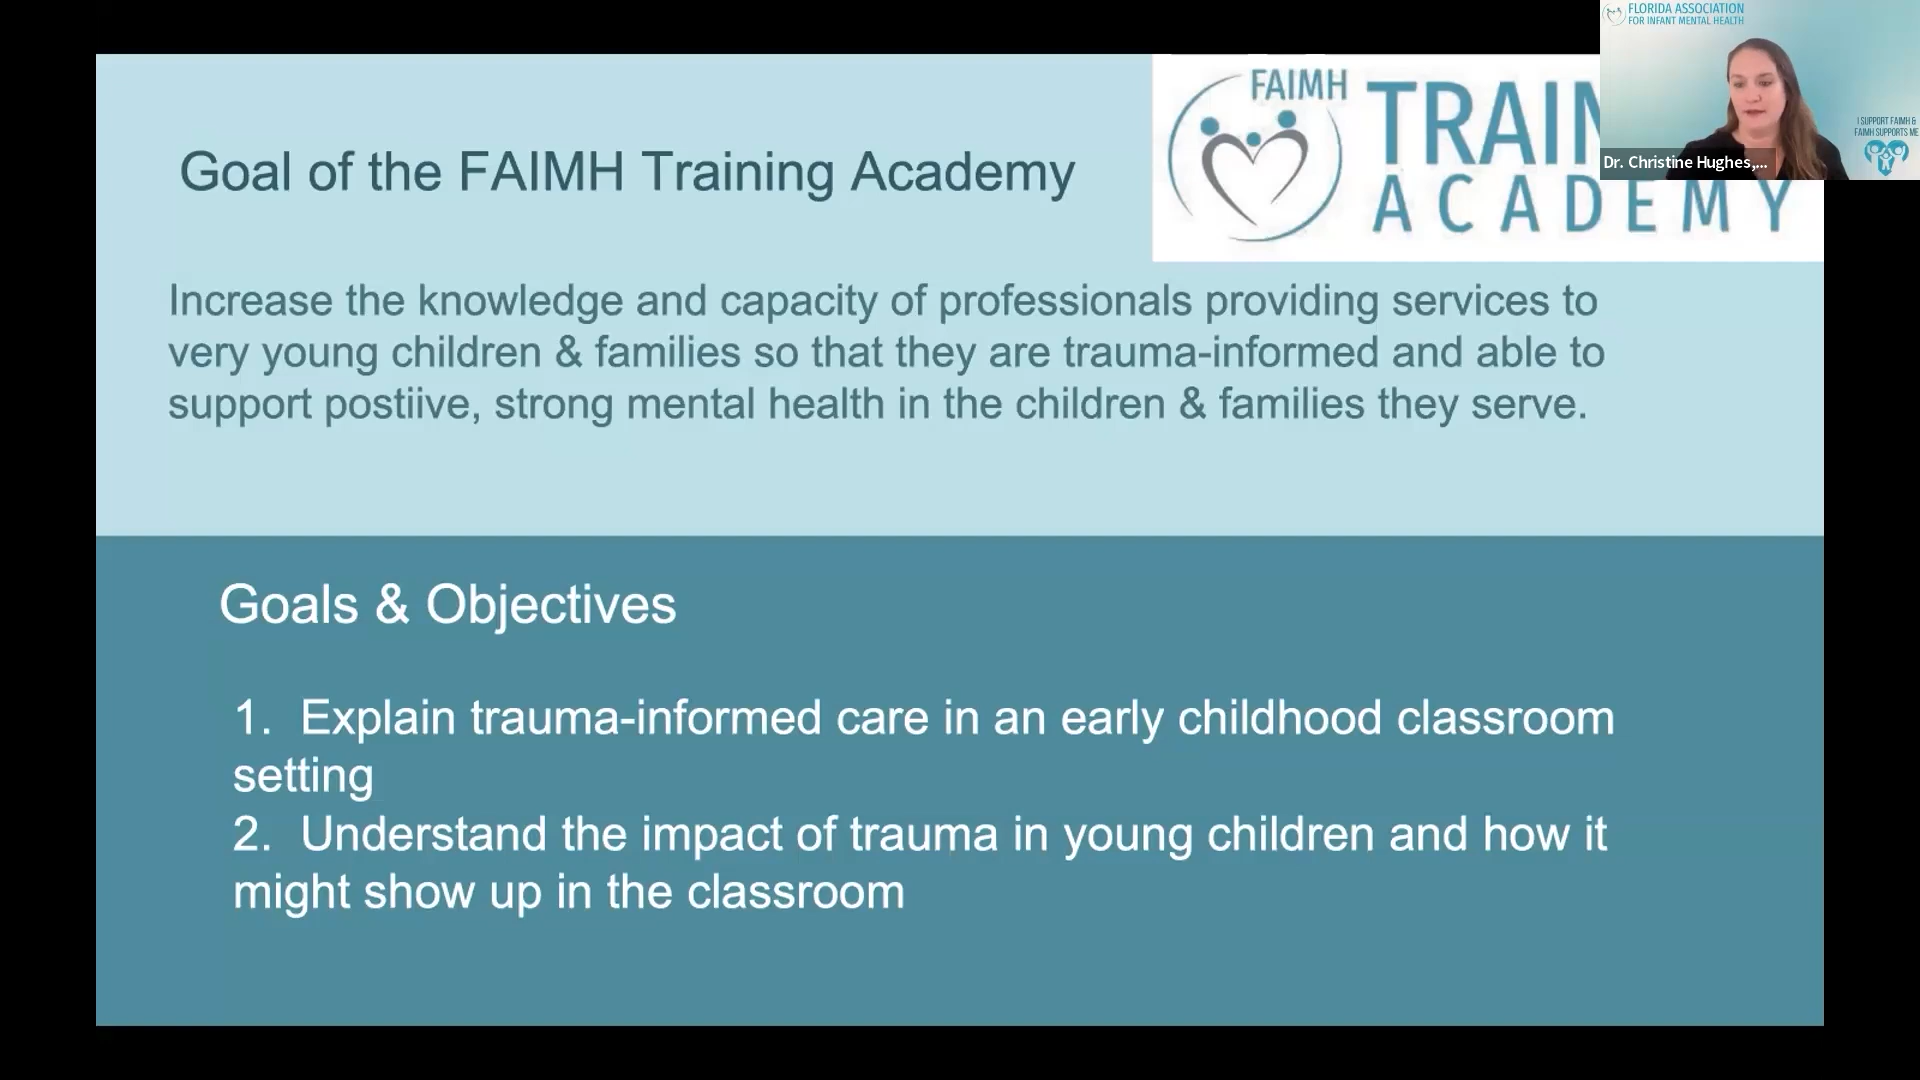 FLORIDA ASSOCIATION
FOR INFANT MENTAL HEALTH
I SUPPORT FAIMH &
FAIMH SUPPORTS ME
Dr. Christine Hughes,...
FAIMH
TRAIN
ACADEMY
Goal of the FAIMH Training Academy
Increase the knowledge and capacity of professionals providing services to
very young children & families so that they are trauma-informed and able to
support postiive, strong mental health in the children & families they serve.
Goals & Objectives
1. Explain trauma-informed care in an early childhood classroom
setting
2. Understand the impact of trauma in young children and how it
might show up in the classroom